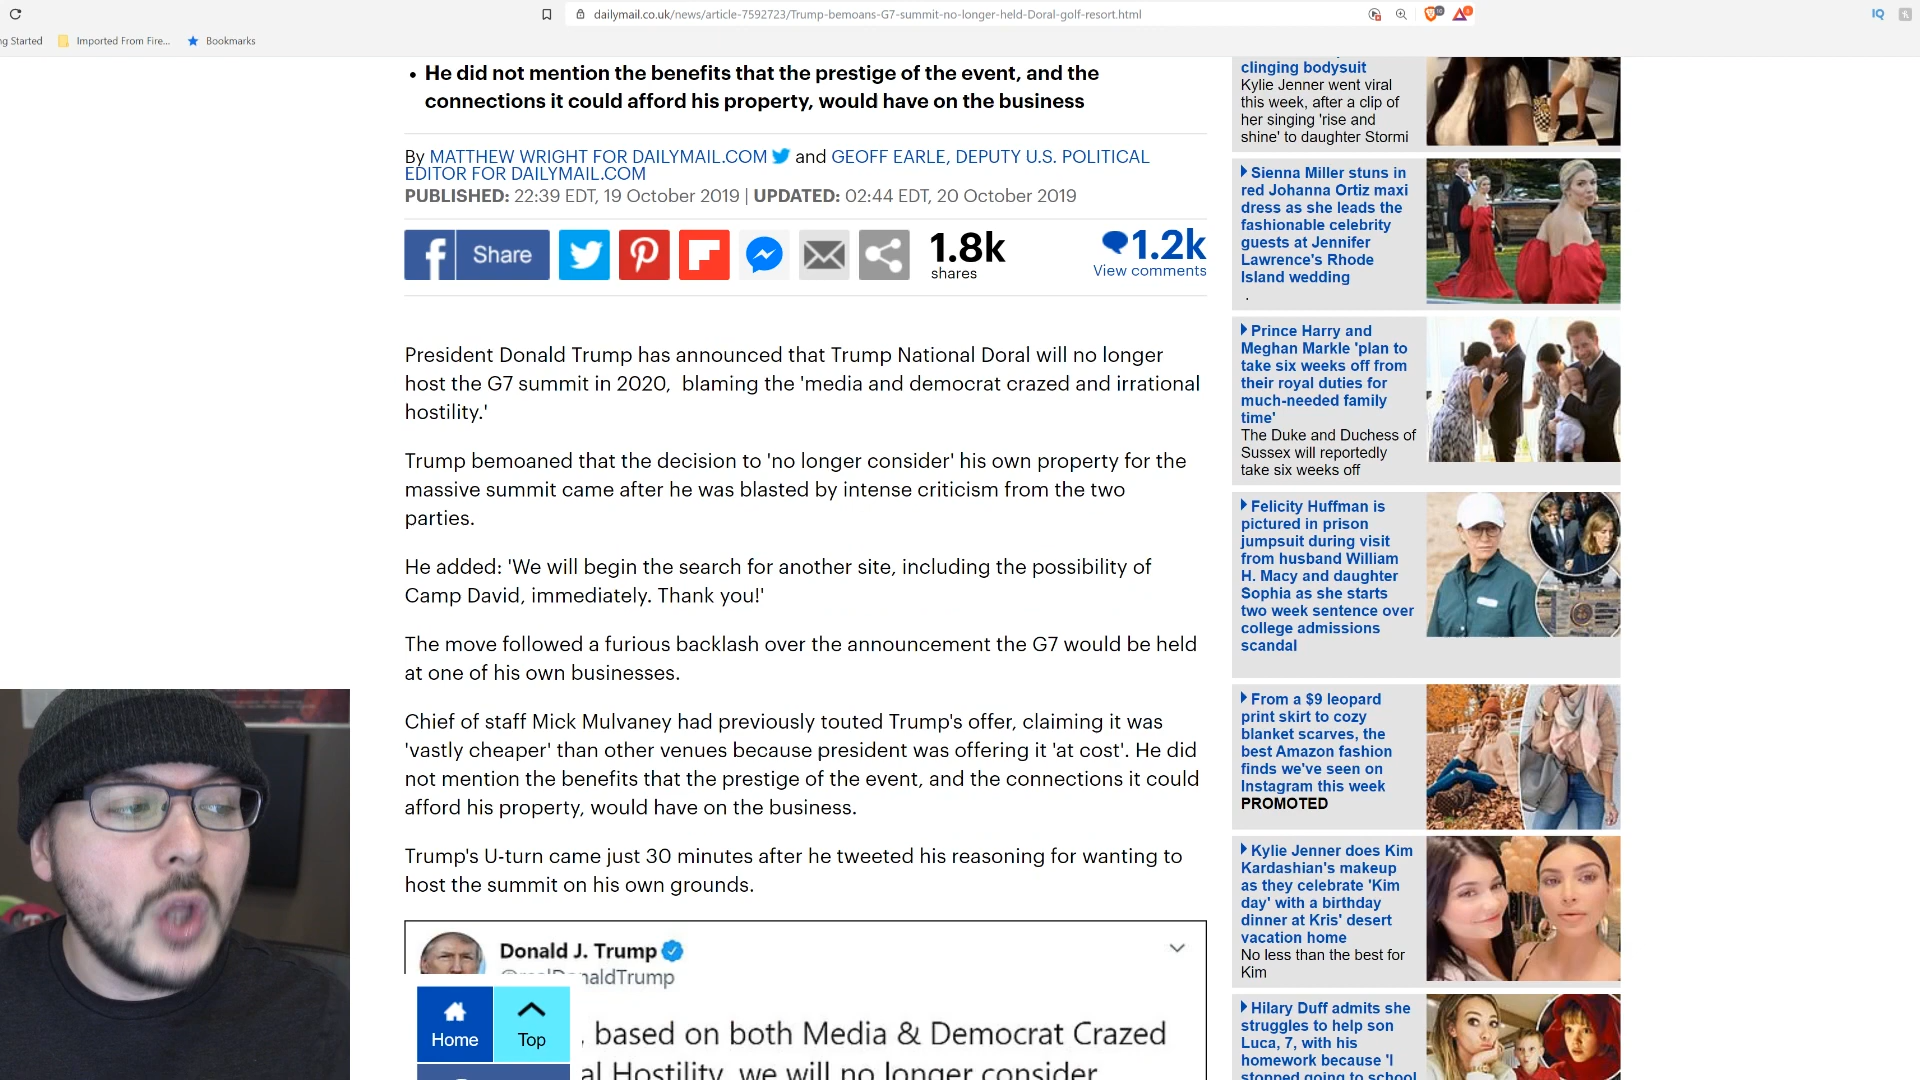 dailymail.co.uk/news/article-7592723/Trump-bemoans-G7-summit-no-longer-held-Doral-golf-resort.html
IQ
ng Started
Imported From Fire...
Bookmarks
• He did not mention the benefits that the prestige of the event, and the
connections it could afford his property, would have on the business
By MATTHEW WRIGHT FOR DAILYMAIL.COM and GEOFF EARLE, DEPUTY U.S. POLITICAL
EDITOR FOR DAILYMAIL.COM
PUBLISHED: 22:39 EDT, 19 October 2019 | UPDATED: 02:44 EDT, 20 October 2019
Share
1.8k
shares
1.2k
View comments
President Donald Trump has announced that Trump National Doral will no longer
host the G7 summit in 2020, blaming the 'media and democrat crazed and irrational
hostility.'
Trump bemoaned that the decision to 'no longer consider' his own property for the
massive summit came after he was blasted by intense criticism from the two
parties.
He added: 'We will begin the search for another site, including the possibility of
Camp David, immediately. Thank you!'
The move followed a furious backlash over the announcement the G7 would be held
at one of his own businesses.
Chief of staff Mick Mulvaney had previously touted Trump's offer, claiming it was
'vastly cheaper' than other venues because president was offering it 'at cost'. He did
not mention the benefits that the prestige of the event, and the connections it could
afford his property, would have on the business.
Trump's U-turn came just 30 minutes after he tweeted his reasoning for wanting to
host the summit on his own grounds.
Donald J. Trump
@realDonaldTrump
Home
Top
, based on both Media & Democrat Crazed
al Hostility, we will no longer consider
clinging bodysuit
Kylie Jenner went viral
this week, after a clip of
her singing 'rise and
shine' to daughter Stormi
Sienna Miller stuns in
red Johanna Ortiz maxi
dress as she leads the
fashionable celebrity
guests at Jennifer
Lawrence's Rhode
Island wedding
.
Prince Harry and
Meghan Markle 'plan to
take six weeks off from
their royal duties for
much-needed family
time'
The Duke and Duchess of
Sussex will reportedly
take six weeks off
Felicity Huffman is
pictured in prison
jumpsuit during visit
from husband William
H. Macy and daughter
Sophia as she starts
two week sentence over
college admissions
scandal
From a $9 leopard
print skirt to cozy
blanket scarves, the
best Amazon fashion
finds we've seen on
Instagram this week
PROMOTED
Kylie Jenner does Kim
Kardashian's makeup
as they celebrate 'Kim
day' with a birthday
dinner at Kris' desert
vacation home
No less than the best for
Kim
Hilary Duff admits she
struggles to help son
Luca, 7, with his
homework because 'I
stopped going to school